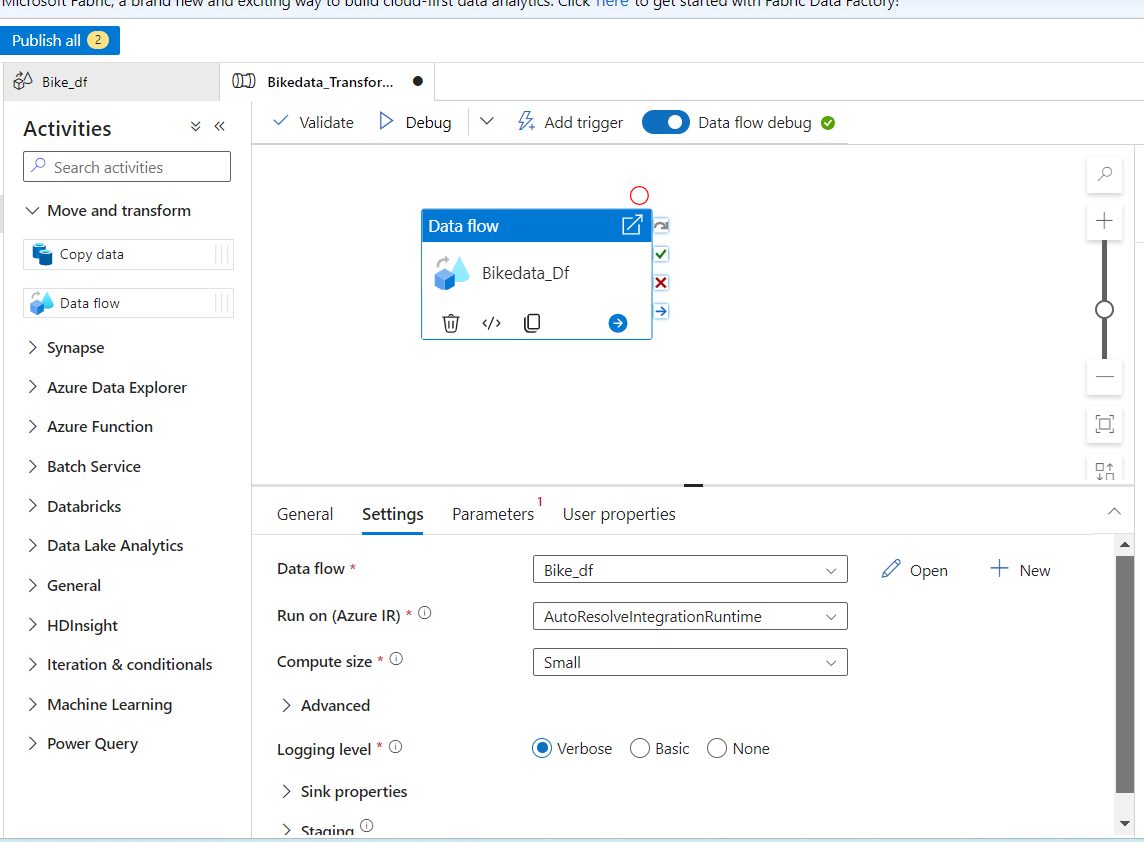 Microsoft Fabric, a brand new and exciting way to build cloud-first data analytics. Click here to get started with Fabric Data Factory!
Publish all 2
Bike_df
Bikedata_Transfor...
Activities
Validate
Debug
Add trigger
Data flow debug
Search activities
Move and transform
Copy data
Data flow
Synapse
Azure Data Explorer
Azure Function
Batch Service
Databricks
Data Lake Analytics
General
HDInsight
Iteration & conditionals
Machine Learning
Power Query
Data flow
Bikedata_Df
General
Settings
Parameters 1
User properties
Data flow *
Bike_df
Open
New
Run on (Azure IR) *
AutoResolveIntegrationRuntime
Compute size *
Small
Advanced
Logging level *
Verbose
Basic
None
Sink properties
Staging